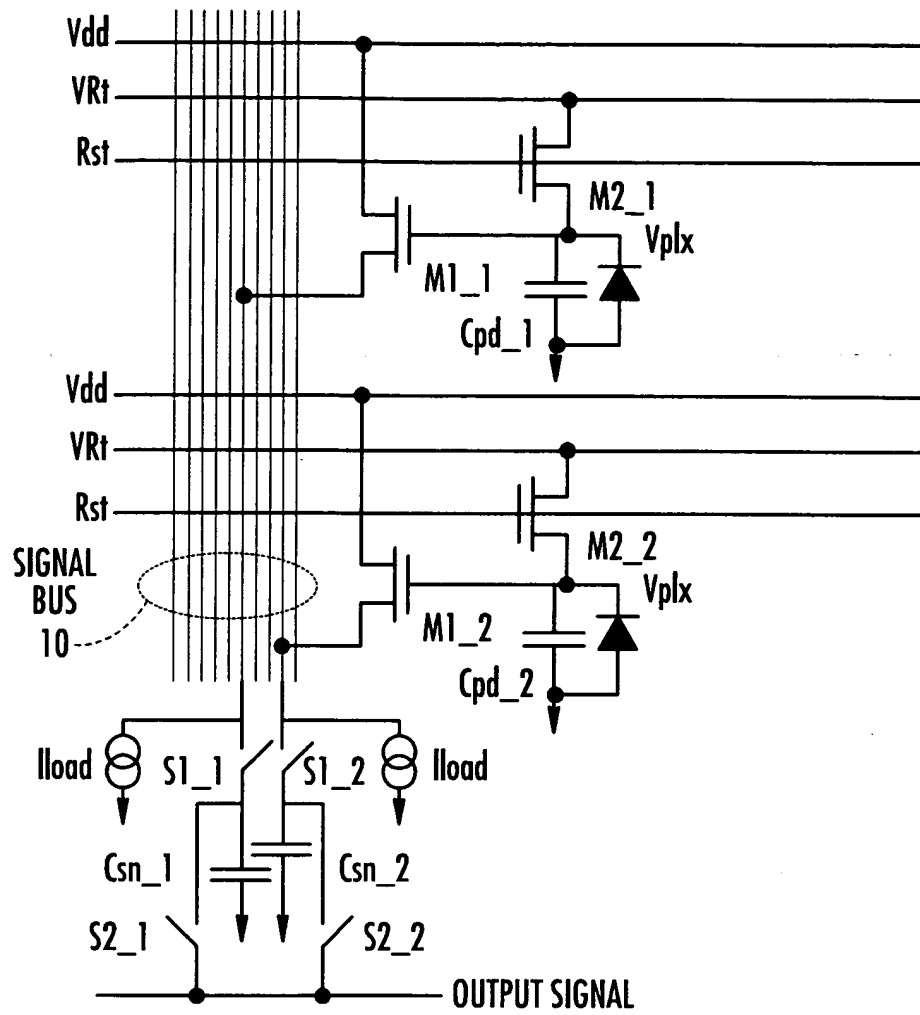 Vdd
VRt
Rst
M2_1
Vplx
M1_1
Cpd_1
Vdd
VRt
Rst
M2_2
Vplx
SIGNAL
BUS
10
M1_2
Cpd_2
Iload
S1_1
S1_2
Iload
Csn_1
Csn_2
S2_1
S2_2
OUTPUT SIGNAL